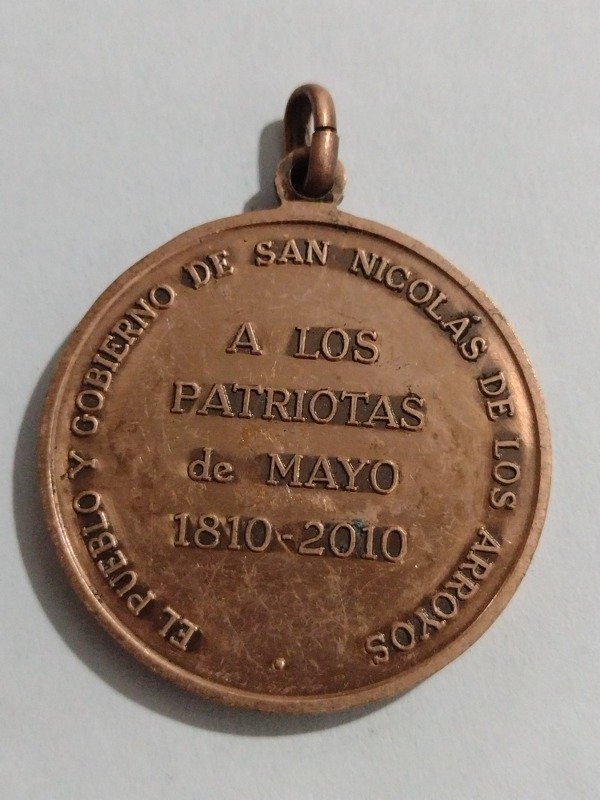 EL PUEBLO Y GOBIERNO DE SAN NICOLÁS DE LOS ARROYOS
A LOS
PATRIOTAS
de MAYO
1810-2010